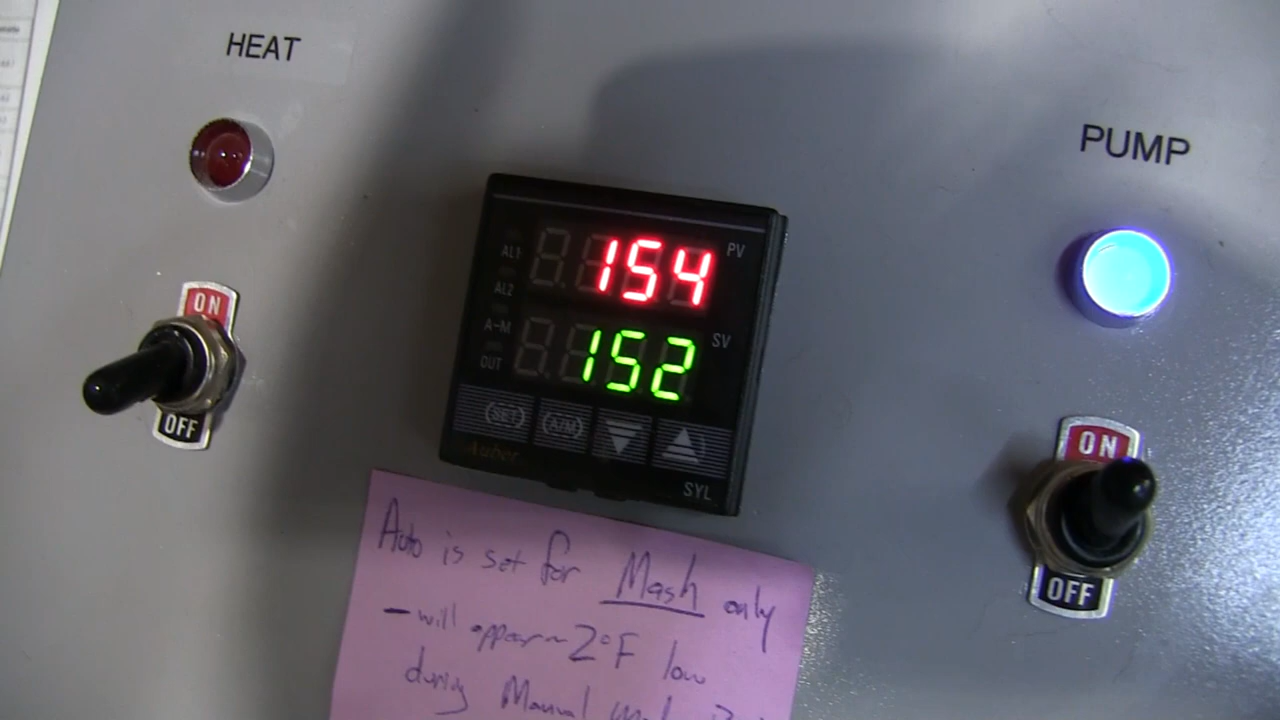 HEAT
PUMP
154
PV
AL1
AL2
152
SV
A-M
OUT
SET
A/M
Auber
SYL
ON
OFF
ON
OFF
Auto is set for Mash only
- will appear ~ 2°F low
during Manual